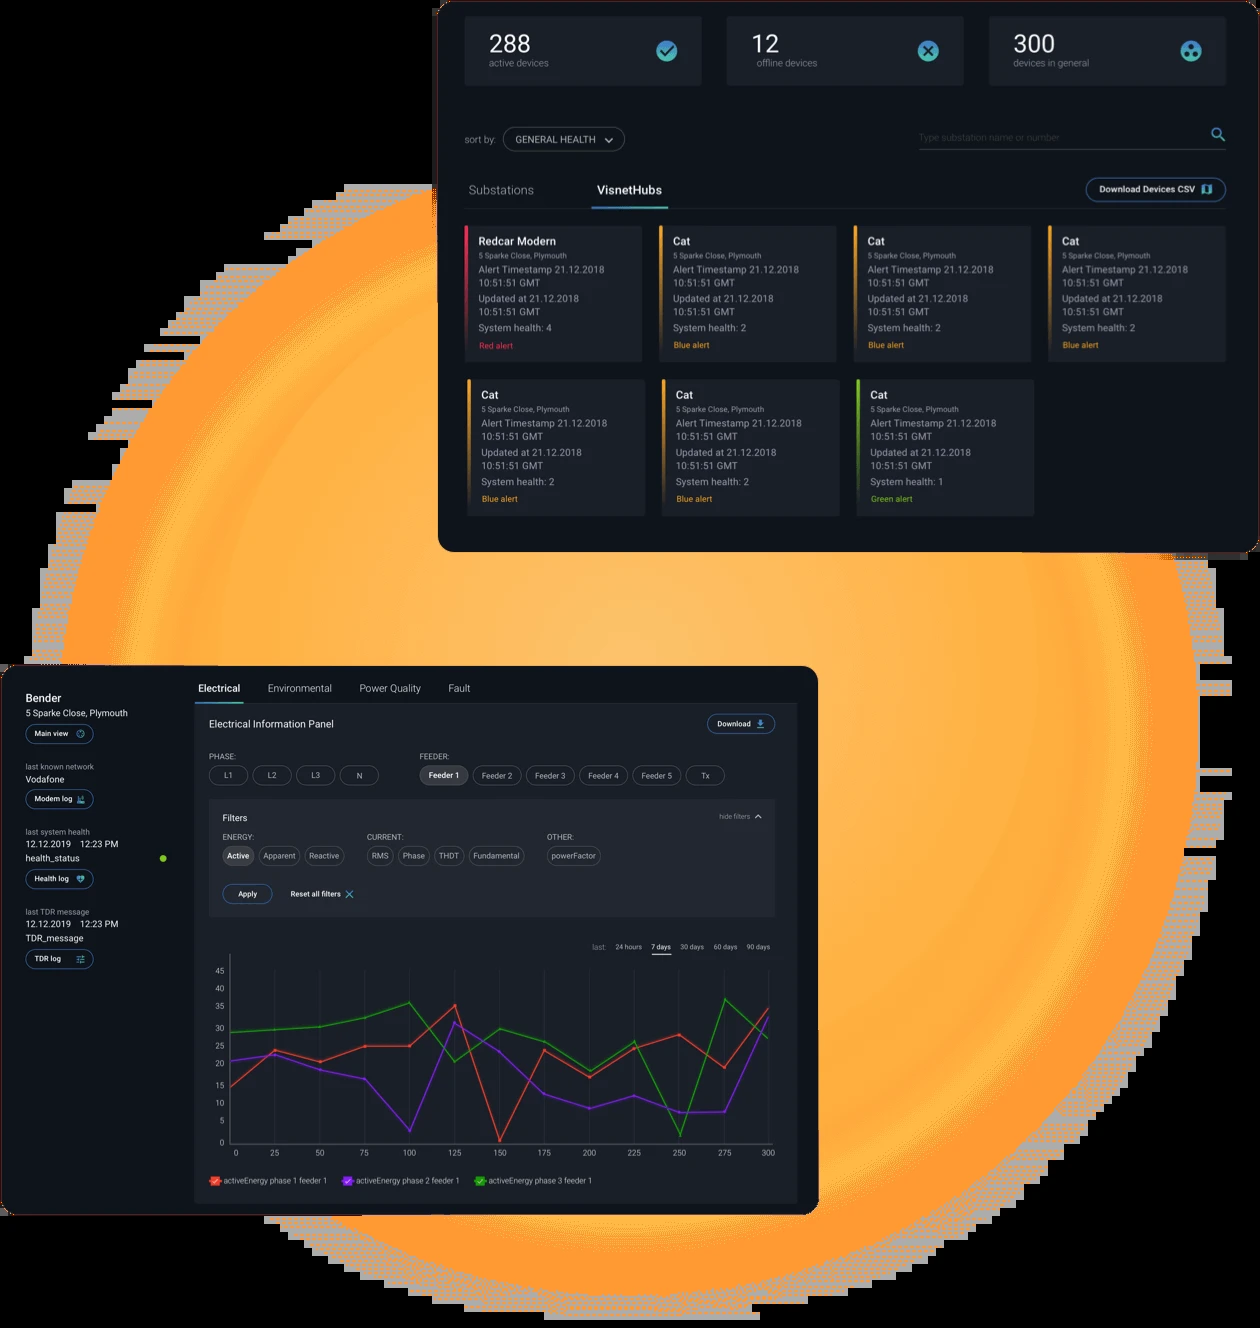 288
active devices
12
offline devices
300
devices in general
sort by: GENERAL HEALTH
Type substation name or number
Substations VisnetHubs Download Devices CSV
Redcar Modern
5 Sparke Close, Plymouth
Alert Timestamp 21.12.2018
10:51:51 GMT
Updated at 21.12.2018
10:51:51 GMT
System health: 4
Red alert
Cat
5 Sparke Close, Plymouth
Alert Timestamp 21.12.2018
10:51:51 GMT
Updated at 21.12.2018
10:51:51 GMT
System health: 2
Blue alert
Cat
5 Sparke Close, Plymouth
Alert Timestamp 21.12.2018
10:51:51 GMT
Updated at 21.12.2018
10:51:51 GMT
System health: 2
Blue alert
Cat
5 Sparke Close, Plymouth
Alert Timestamp 21.12.2018
10:51:51 GMT
Updated at 21.12.2018
10:51:51 GMT
System health: 2
Blue alert
Cat
5 Sparke Close, Plymouth
Alert Timestamp 21.12.2018
10:51:51 GMT
Updated at 21.12.2018
10:51:51 GMT
System health: 2
Blue alert
Cat
5 Sparke Close, Plymouth
Alert Timestamp 21.12.2018
10:51:51 GMT
Updated at 21.12.2018
10:51:51 GMT
System health: 2
Blue alert
Cat
5 Sparke Close, Plymouth
Alert Timestamp 21.12.2018
10:51:51 GMT
Updated at 21.12.2018
10:51:51 GMT
System health: 1
Green alert
Bender
5 Sparke Close, Plymouth
Main view
last known network
Vodafone
Modem log
last system health
12.12.2019 12:23 PM
health_status
Health log
last TDR message
12.12.2019 12:23 PM
TDR_message
TDR log
Electrical Environmental Power Quality Fault
Electrical Information Panel Download
PHASE: FEEDER:
L1 L2 L3 N Feeder 1 Feeder 2 Feeder 3 Feeder 4 Feeder 5 Tx
Filters hide filters
ENERGY: CURRENT: OTHER:
Active Apparent Reactive RMS Phase THDT Fundamental powerFactor
Apply Reset all filters
last: 24 hours 7 days 30 days 60 days 90 days
45
40
35
30
25
20
15
10
5
0
0 25 50 75 100 125 150 175 200 225 250 275 300
activeEnergy phase 1 feeder 1 activeEnergy phase 2 feeder 1 activeEnergy phase 3 feeder 1